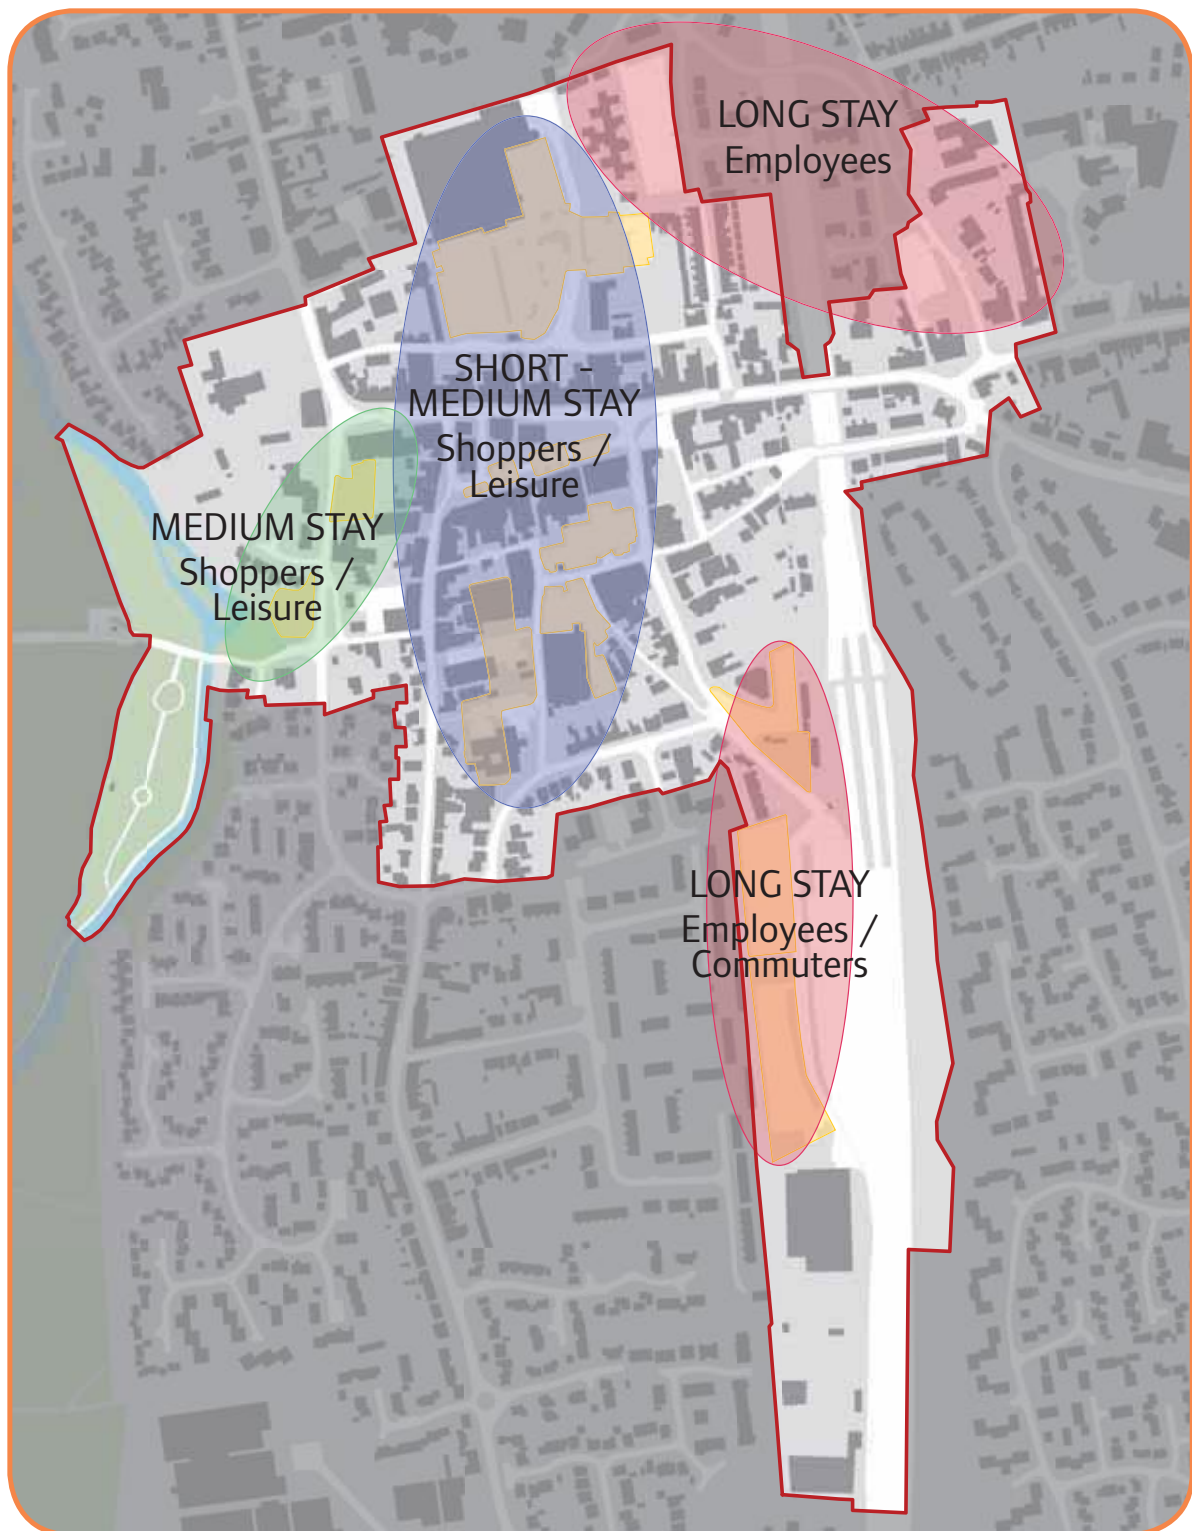 LONG STAY
Employees
SHORT -
MEDIUM STAY
Shoppers /
Leisure
MEDIUM STAY
Shoppers /
Leisure
LONG STAY
Employees /
Commuters